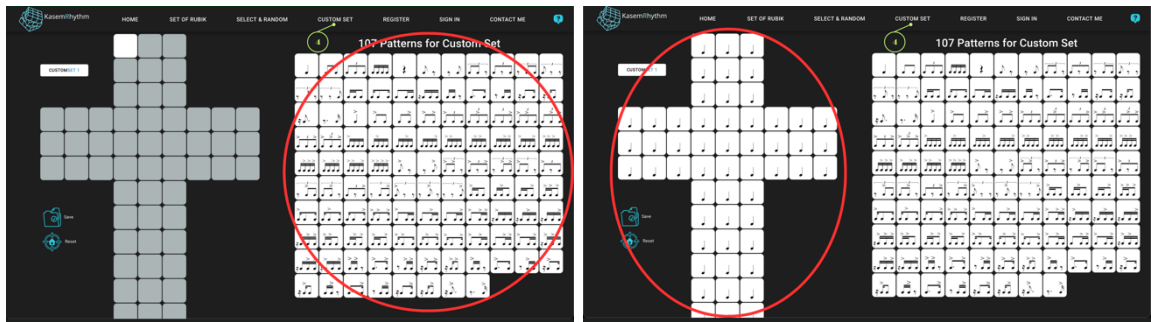 KasemRhythm HOME SET OF RUBIK SELECT & RANDOM CUSTOM SET REGISTER SIGN IN CONTACT ME ?
107 Patterns for Custom Set
CUSTOMSET 1
Save
Reset
KasemRhythm HOME SET OF RUBIK SELECT & RANDOM CUSTOM SET REGISTER SIGN IN CONTACT ME ?
107 Patterns for Custom Set
CUSTOMSET 1
Save
Reset